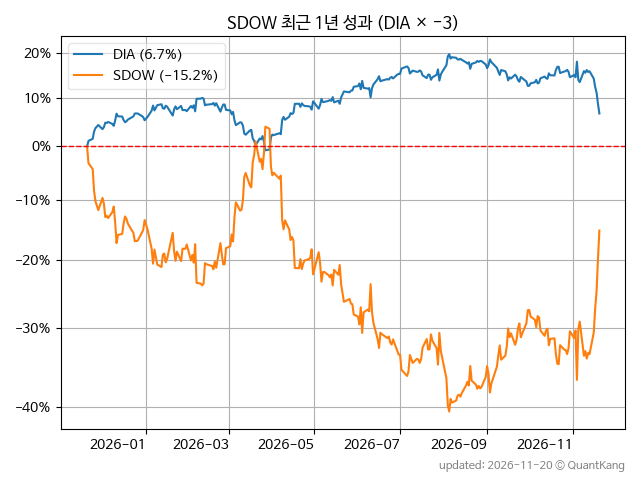 SDOW 최근 1년 성과 (DIA × −3)
DIA (6.7%)
SDOW (−15.2%)
20%
10%
0%
−10%
−20%
−30%
−40%
2026-01 2026-03 2026-05 2026-07 2026-09 2026-11
updated: 2026-11-20 © QuantKang